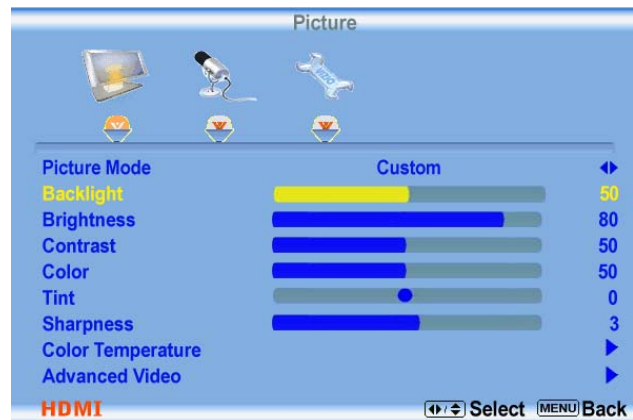 Picture
Picture Mode Custom
Backlight 50
Brightness 80
Contrast 50
Color 50
Tint 0
Sharpness 3
Color Temperature
Advanced Video
HDMI Select MENU Back